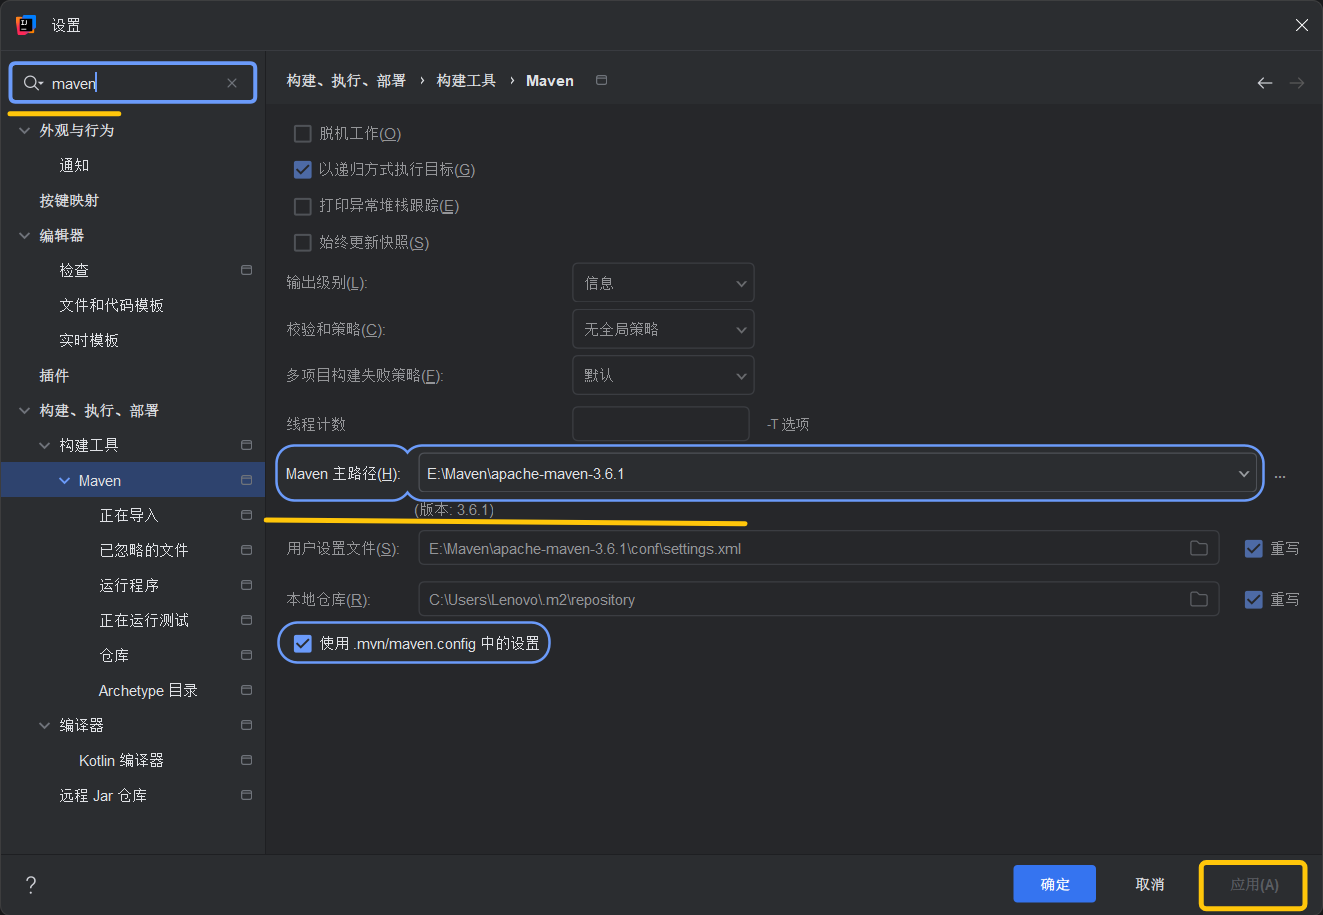 设置
maven
构建、执行、部署 › 构建工具 › Maven
外观与行为
通知
按键映射
编辑器
检查
文件和代码模板
实时模板
插件
构建、执行、部署
构建工具
Maven
正在导入
已忽略的文件
运行程序
正在运行测试
仓库
Archetype 目录
编译器
Kotlin 编译器
远程 Jar 仓库
脱机工作(O)
以递归方式执行目标(G)
打印异常堆栈跟踪(E)
始终更新快照(S)
输出级别(L): 信息
校验和策略(C): 无全局策略
多项目构建失败策略(F): 默认
线程计数 -T 选项
Maven 主路径(H): E:\Maven\apache-maven-3.6.1 ...
(版本: 3.6.1)
用户设置文件(S): E:\Maven\apache-maven-3.6.1\conf\settings.xml 重写
本地仓库(R): C:\Users\Lenovo\.m2\repository 重写
使用 .mvn/maven.config 中的设置
? 确定 取消 应用(A)